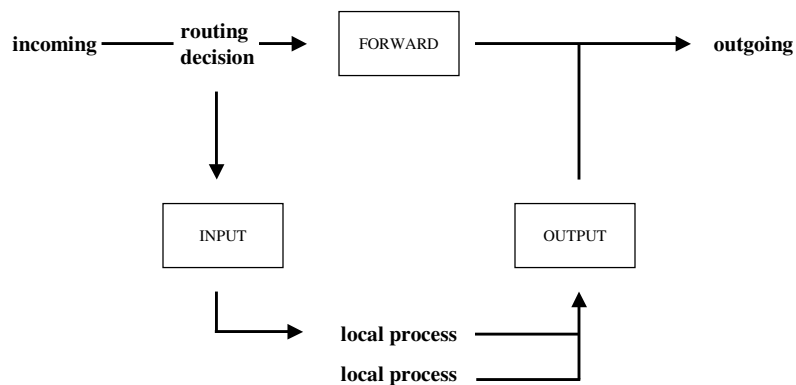 incoming
routing
decision
FORWARD
outgoing
INPUT
OUTPUT
local process
local process